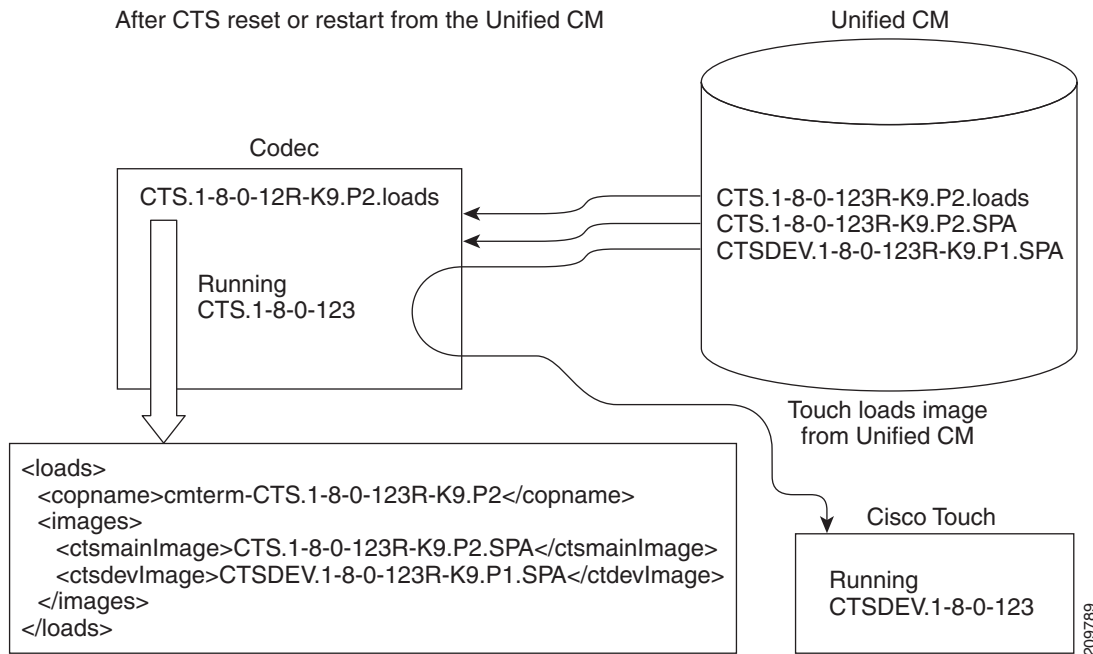 After CTS reset or restart from the Unified CM
Unified CM
Codec
CTS.1-8-0-12R-K9.P2.loads
Running
CTS.1-8-0-123
CTS.1-8-0-123R-K9.P2.loads
CTS.1-8-0-123R-K9.P2.SPA
CTSDEV.1-8-0-123R-K9.P1.SPA
Touch loads image
from Unified CM
<loads>
<copname>cmterm-CTS.1-8-0-123R-K9.P2</copname>
<images>
<ctsmainImage>CTS.1-8-0-123R-K9.P2.SPA</ctsmainImage>
<ctsdevImage>CTSDEV.1-8-0-123R-K9.P1.SPA</ctdevImage>
</images>
</loads>
Cisco Touch
Running
CTSDEV.1-8-0-123
209789